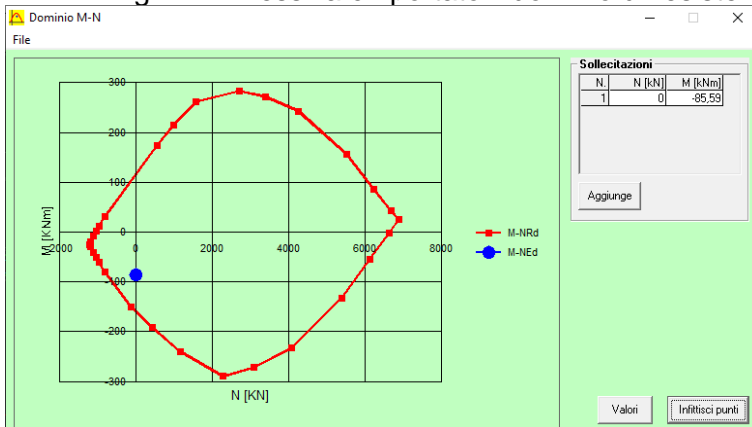 Dominio M-N
File
300
200
100
0
-100
-200
-300
2000
0
2000
4000
6000
8000
M [KNm]
N [KN]
M-NRd
M-NEd
Sollecitazioni
N. N [kN] M [kNm]
1 0 -85,59
Aggiunge
Valori
Infittisci punti